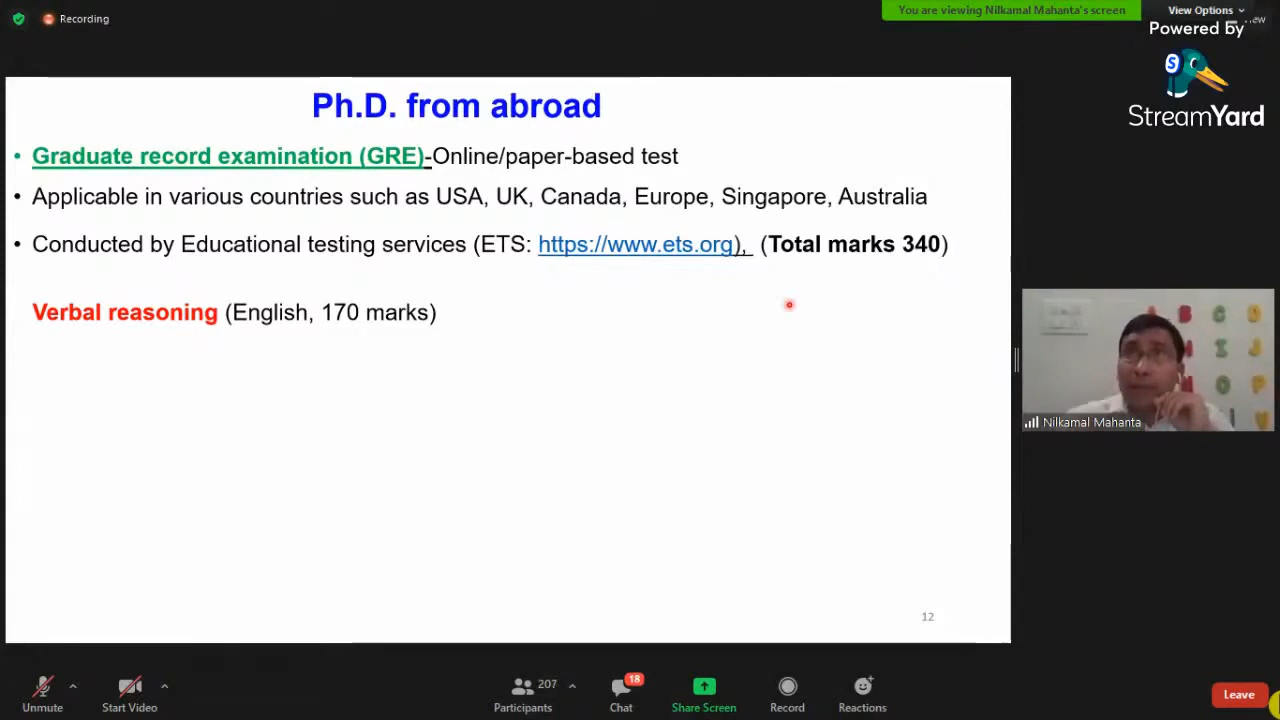 Recording
You are viewing Nilkamal Mahanta's screen
View Options
View
Powered by
S
StreamYard
Ph.D. from abroad
• Graduate record examination (GRE)-Online/paper-based test
• Applicable in various countries such as USA, UK, Canada, Europe, Singapore, Australia
• Conducted by Educational testing services (ETS: https://www.ets.org), (Total marks 340)
Verbal reasoning (English, 170 marks)
12
A B C D
I J
O P
Nilkamal Mahanta
Unmute
Start Video
207
Participants
18
Chat
Share Screen
Record
Reactions
Leave